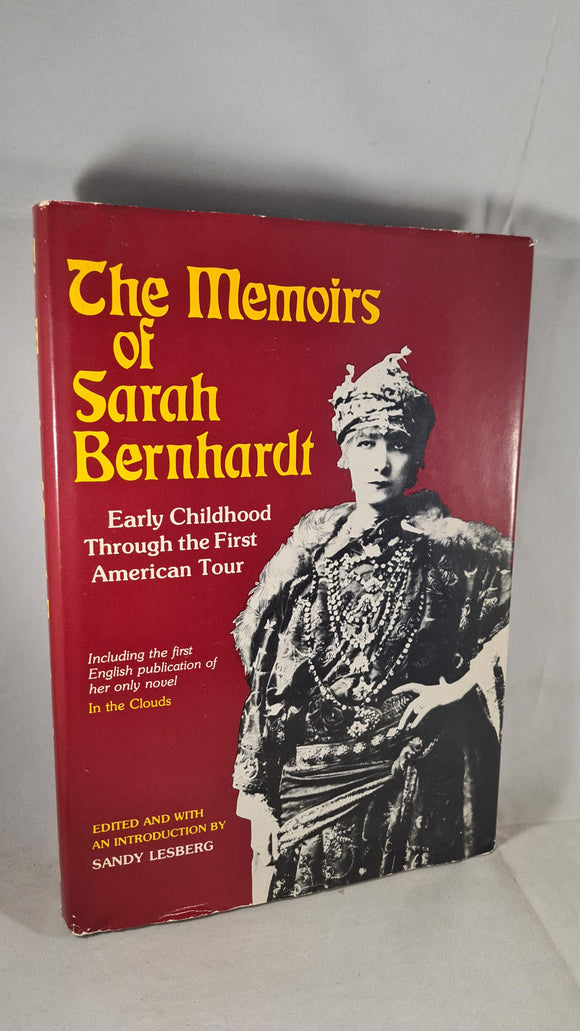 The Memoirs
of
Sarah
Bernhardt
Early Childhood
Through the First
American Tour
Including the first
English publication of
her only novel
In the Clouds
EDITED AND WITH
AN INTRODUCTION BY
SANDY LESBERG